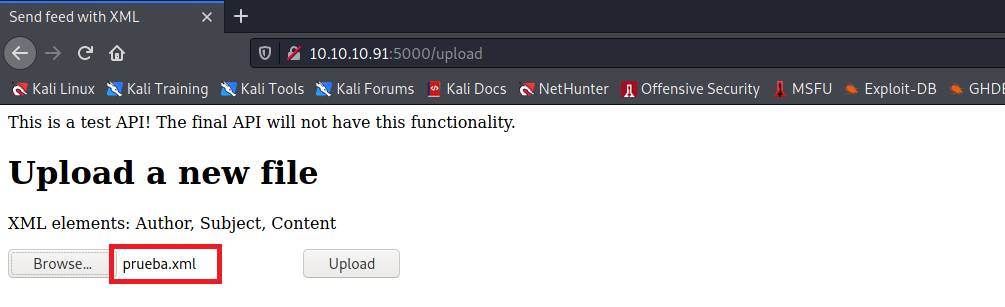 Send feed with XML
10.10.10.91:5000/upload
Kali Linux Kali Training Kali Tools Kali Forums Kali Docs NetHunter Offensive Security MSFU Exploit-DB GHDB
This is a test API! The final API will not have this functionality.
Upload a new file
XML elements: Author, Subject, Content
Browse... prueba.xml Upload